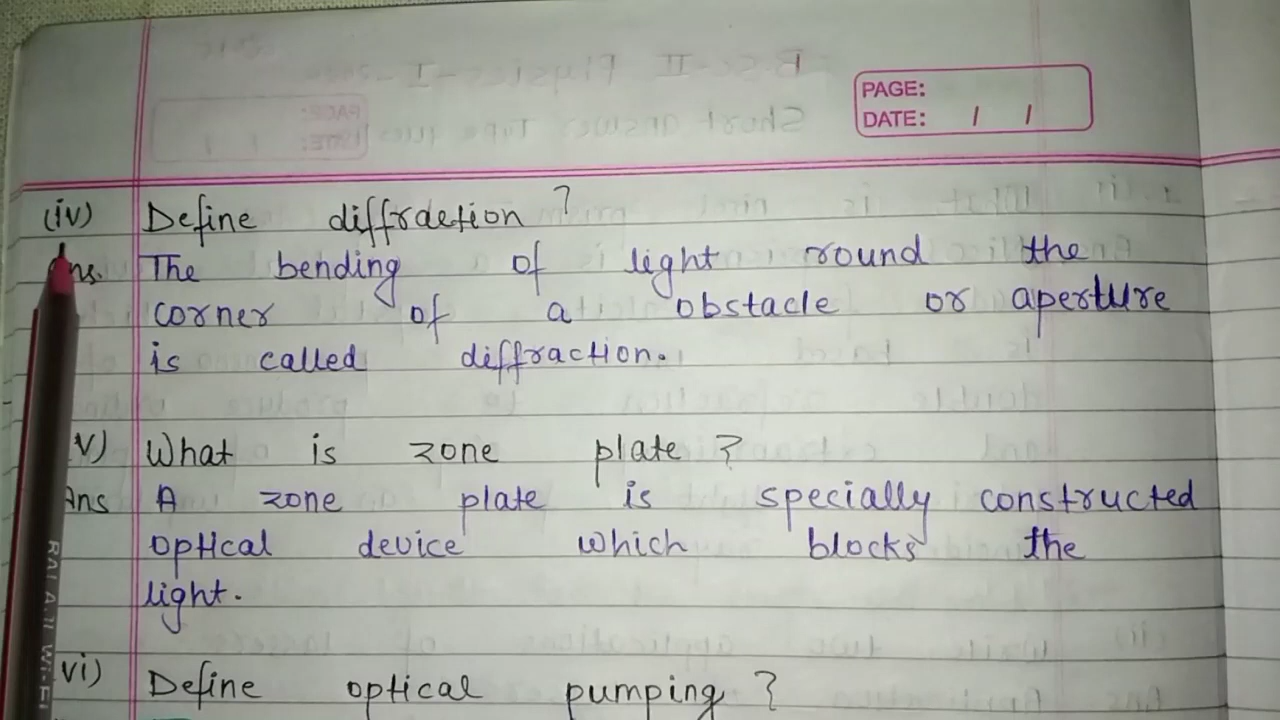 PAGE:
DATE: / /
(iv) Define diffraction ?
Ans. The bending of light round the
corner of a obstacle or aperture
is called diffraction.
v) What is zone plate ?
Ans A zone plate is specially constructed
optical device which blocks the
light.
vi) Define optical pumping ?